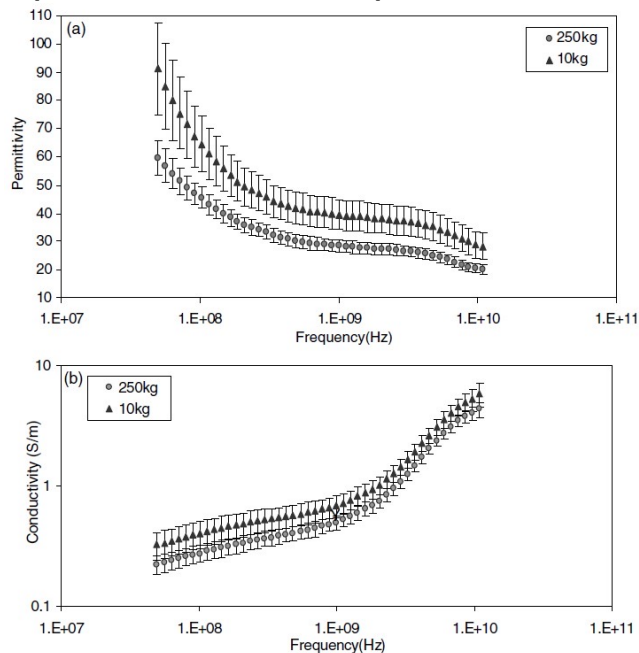 110
(a)
250kg
100
10kg
90
80
70
60
50
40
30
20
10
Permittivity
1.E+07 1.E+08 1.E+09 1.E+10 1.E+11
Frequency(Hz)
10
(b)
250kg
10kg
1
0.1
Conductivity (S/m)
1.E+07 1.E+08 1.E+09 1.E+10 1.E+11
Frequency(Hz)